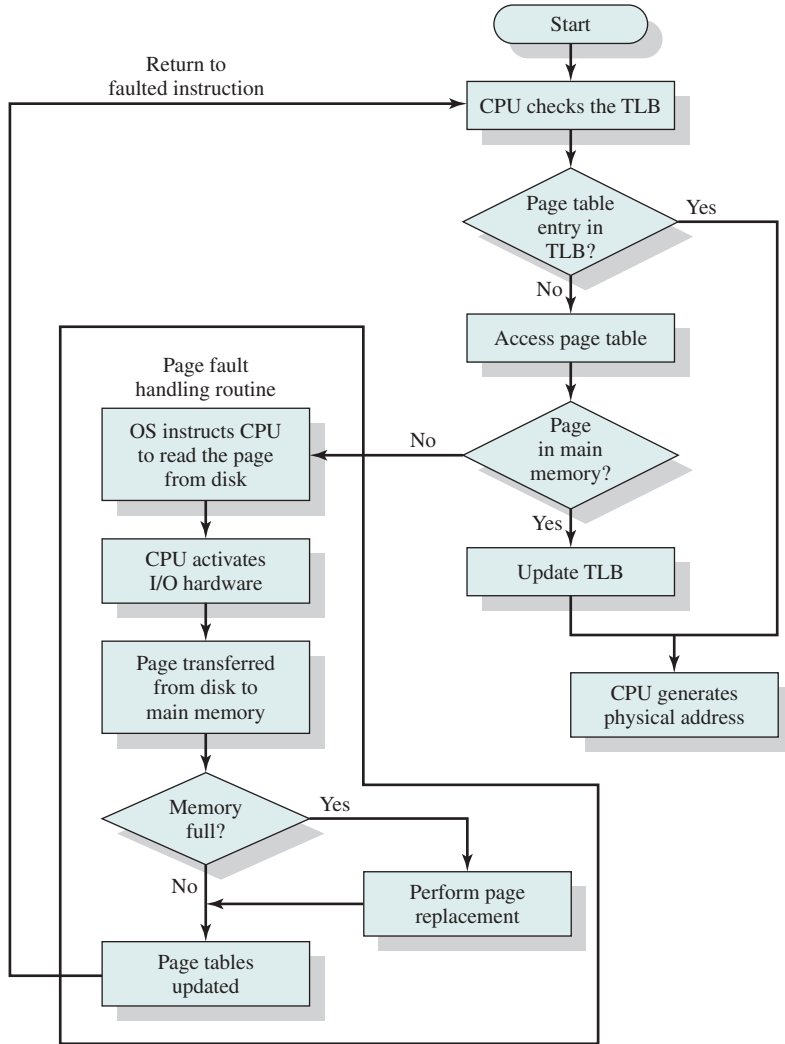 Start
Return to
faulted instruction
CPU checks the TLB
Page table
entry in
TLB?
Yes
No
Access page table
Page fault
handling routine
OS instructs CPU
to read the page
from disk
No
Page
in main
memory?
Yes
CPU activates
I/O hardware
Update TLB
Page transferred
from disk to
main memory
CPU generates
physical address
Memory
full?
Yes
No
Perform page
replacement
Page tables
updated